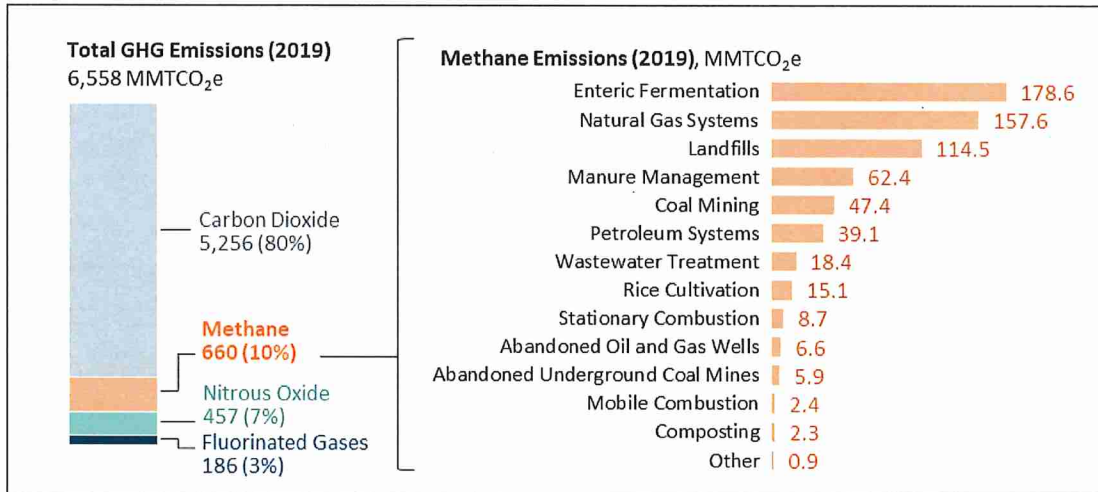 Total GHG Emissions (2019)
6,558 MMTCO₂e
Carbon Dioxide
5,256 (80%)
Methane
660 (10%)
Nitrous Oxide
457 (7%)
Fluorinated Gases
186 (3%)
Methane Emissions (2019), MMTCO₂e
Enteric Fermentation 178.6
Natural Gas Systems 157.6
Landfills 114.5
Manure Management 62.4
Coal Mining 47.4
Petroleum Systems 39.1
Wastewater Treatment 18.4
Rice Cultivation 15.1
Stationary Combustion 8.7
Abandoned Oil and Gas Wells 6.6
Abandoned Underground Coal Mines 5.9
Mobile Combustion 2.4
Composting 2.3
Other 0.9